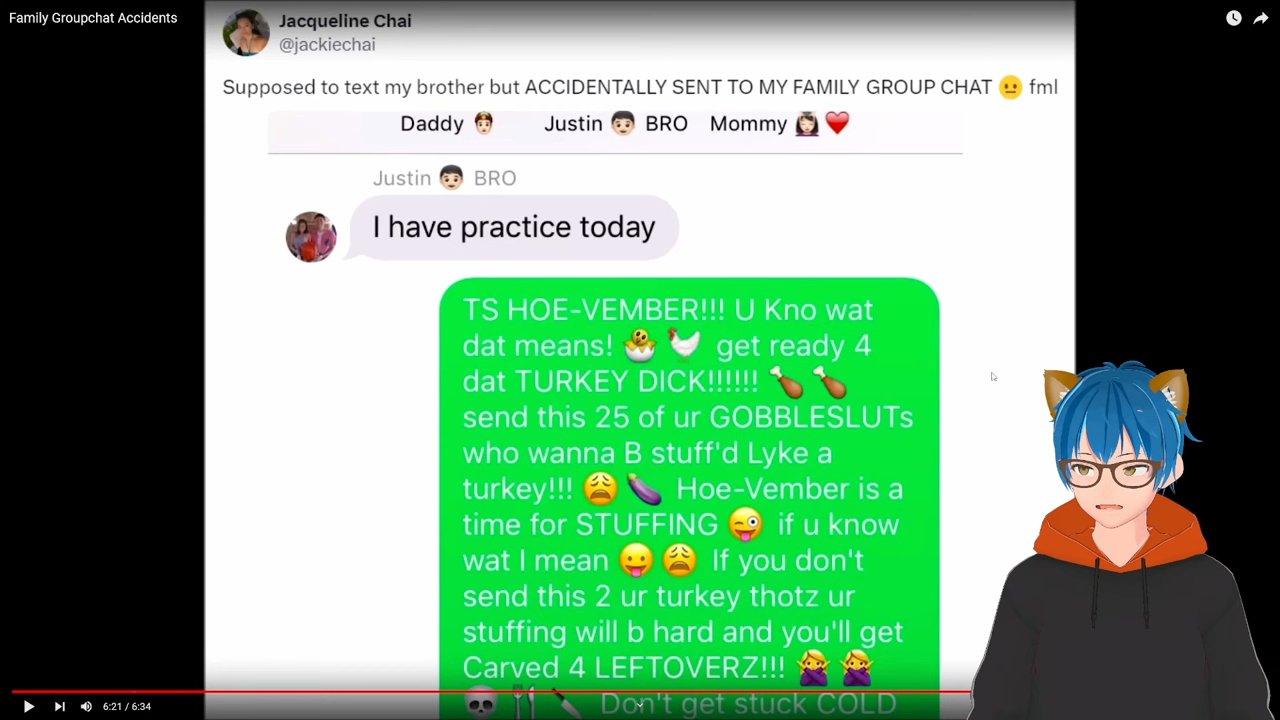 Family Groupchat Accidents
Jacqueline Chai
@jackiechai
Supposed to text my brother but ACCIDENTALLY SENT TO MY FAMILY GROUP CHAT 😐 fml
Daddy Justin 👦🏻 BRO Mommy 💆🏻‍♀️❤️
Justin 👦🏻 BRO
I have practice today
TS HOE-VEMBER!!! U Kno wat
dat means! 🐣🐓 get ready 4
dat TURKEY DICK!!!!!! 🍗🍗
send this 25 of ur GOBBLESLUTs
who wanna B stuff'd Lyke a
turkey!!! 😩🍆 Hoe-Vember is a
time for STUFFING 😜 if u know
wat I mean 😛😩 If you don't
send this 2 ur turkey thotz ur
stuffing will b hard and you'll get
Carved 4 LEFTOVERZ!!! 🙅‍♀️🙅‍♀️
💀🍴🔪 Don't get stuck COLD
6:21 / 6:34